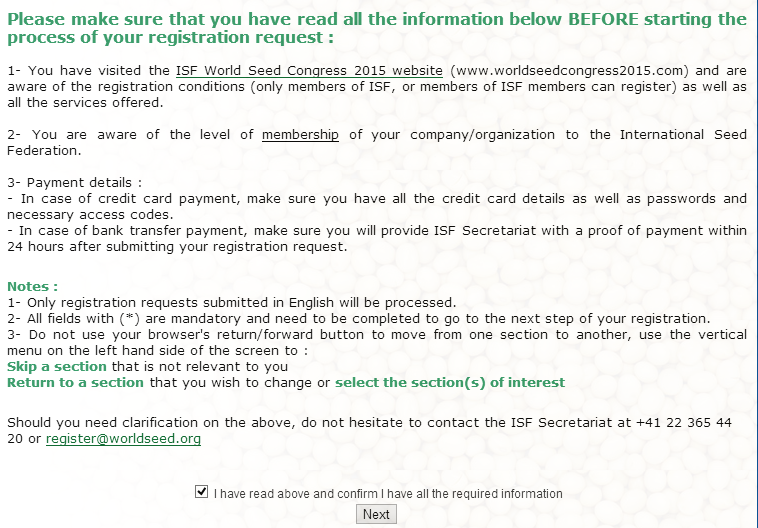 Please make sure that you have read all the information below BEFORE starting the
process of your registration request :
1- You have visited the ISF World Seed Congress 2015 website (www.worldseedcongress2015.com) and are
aware of the registration conditions (only members of ISF, or members of ISF members can register) as well as
all the services offered.
2- You are aware of the level of membership of your company/organization to the International Seed
Federation.
3- Payment details :
- In case of credit card payment, make sure you have all the credit card details as well as passwords and
necessary access codes.
- In case of bank transfer payment, make sure you will provide ISF Secretariat with a proof of payment within
24 hours after submitting your registration request.
Notes :
1- Only registration requests submitted in English will be processed.
2- All fields with (*) are mandatory and need to be completed to go to the next step of your registration.
3- Do not use your browser's return/forward button to move from one section to another, use the vertical
menu on the left hand side of the screen to :
Skip a section that is not relevant to you
Return to a section that you wish to change or select the section(s) of interest
Should you need clarification on the above, do not hesitate to contact the ISF Secretariat at +41 22 365 44
20 or register@worldseed.org
I have read above and confirm I have all the required information
Next